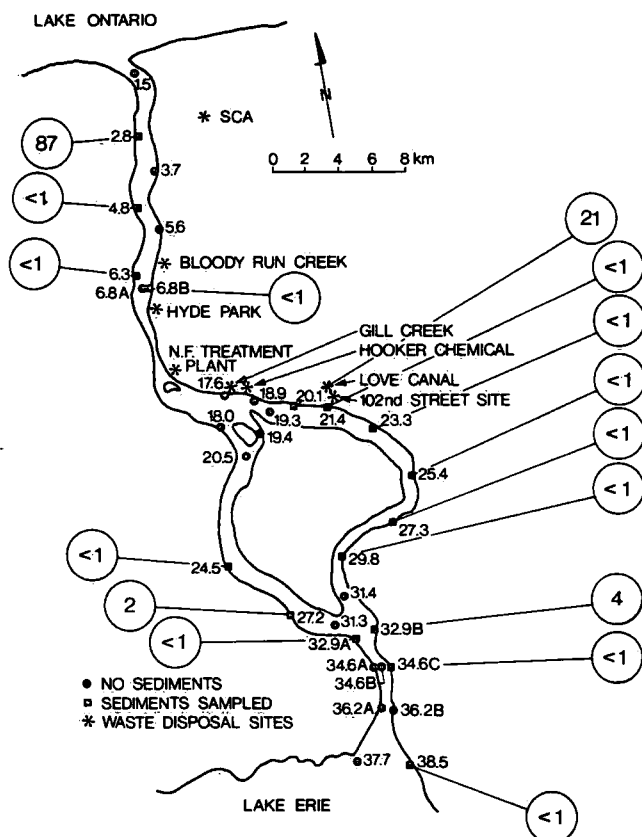 LAKE ONTARIO
1.5
N
* SCA
87
2.8
3.7
0 2 4 6 8 km
<1
4.8
5.6
21
<1
6.3
* BLOODY RUN CREEK
<1
6.8A
6.8B
<1
* HYDE PARK
<1
GILL CREEK
N.F. TREATMENT
* PLANT
HOOKER CHEMICAL
17.6
* LOVE CANAL
<1
18.9
20.1
* 102nd STREET SITE
19.3
21.4
23.3
18.0
19.4
<1
20.5
25.4
<1
27.3
<1
29.8
24.5
31.4
2
27.2
31.3
32.9B
4
<1
32.9A
34.6A
34.6C
<1
34.6B
● NO SEDIMENTS
SEDIMENTS SAMPLED
* WASTE DISPOSAL SITES
36.2A
36.2B
37.7
38.5
LAKE ERIE
<1